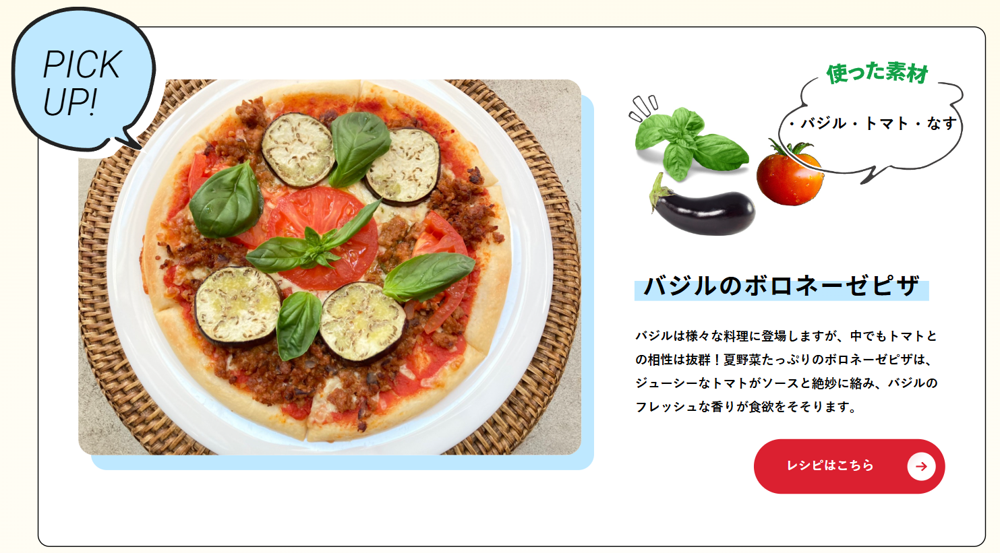 PICK
UP!
使った素材
・バジル・トマト・なす
バジルのボロネーゼピザ
バジルは様々な料理に登場しますが、中でもトマトと
の相性は抜群！夏野菜たっぷりのボロネーゼピザは、
ジューシーなトマトがソースと絶妙に絡み、バジルの
フレッシュな香りが食欲をそそります。
レシピはこちら